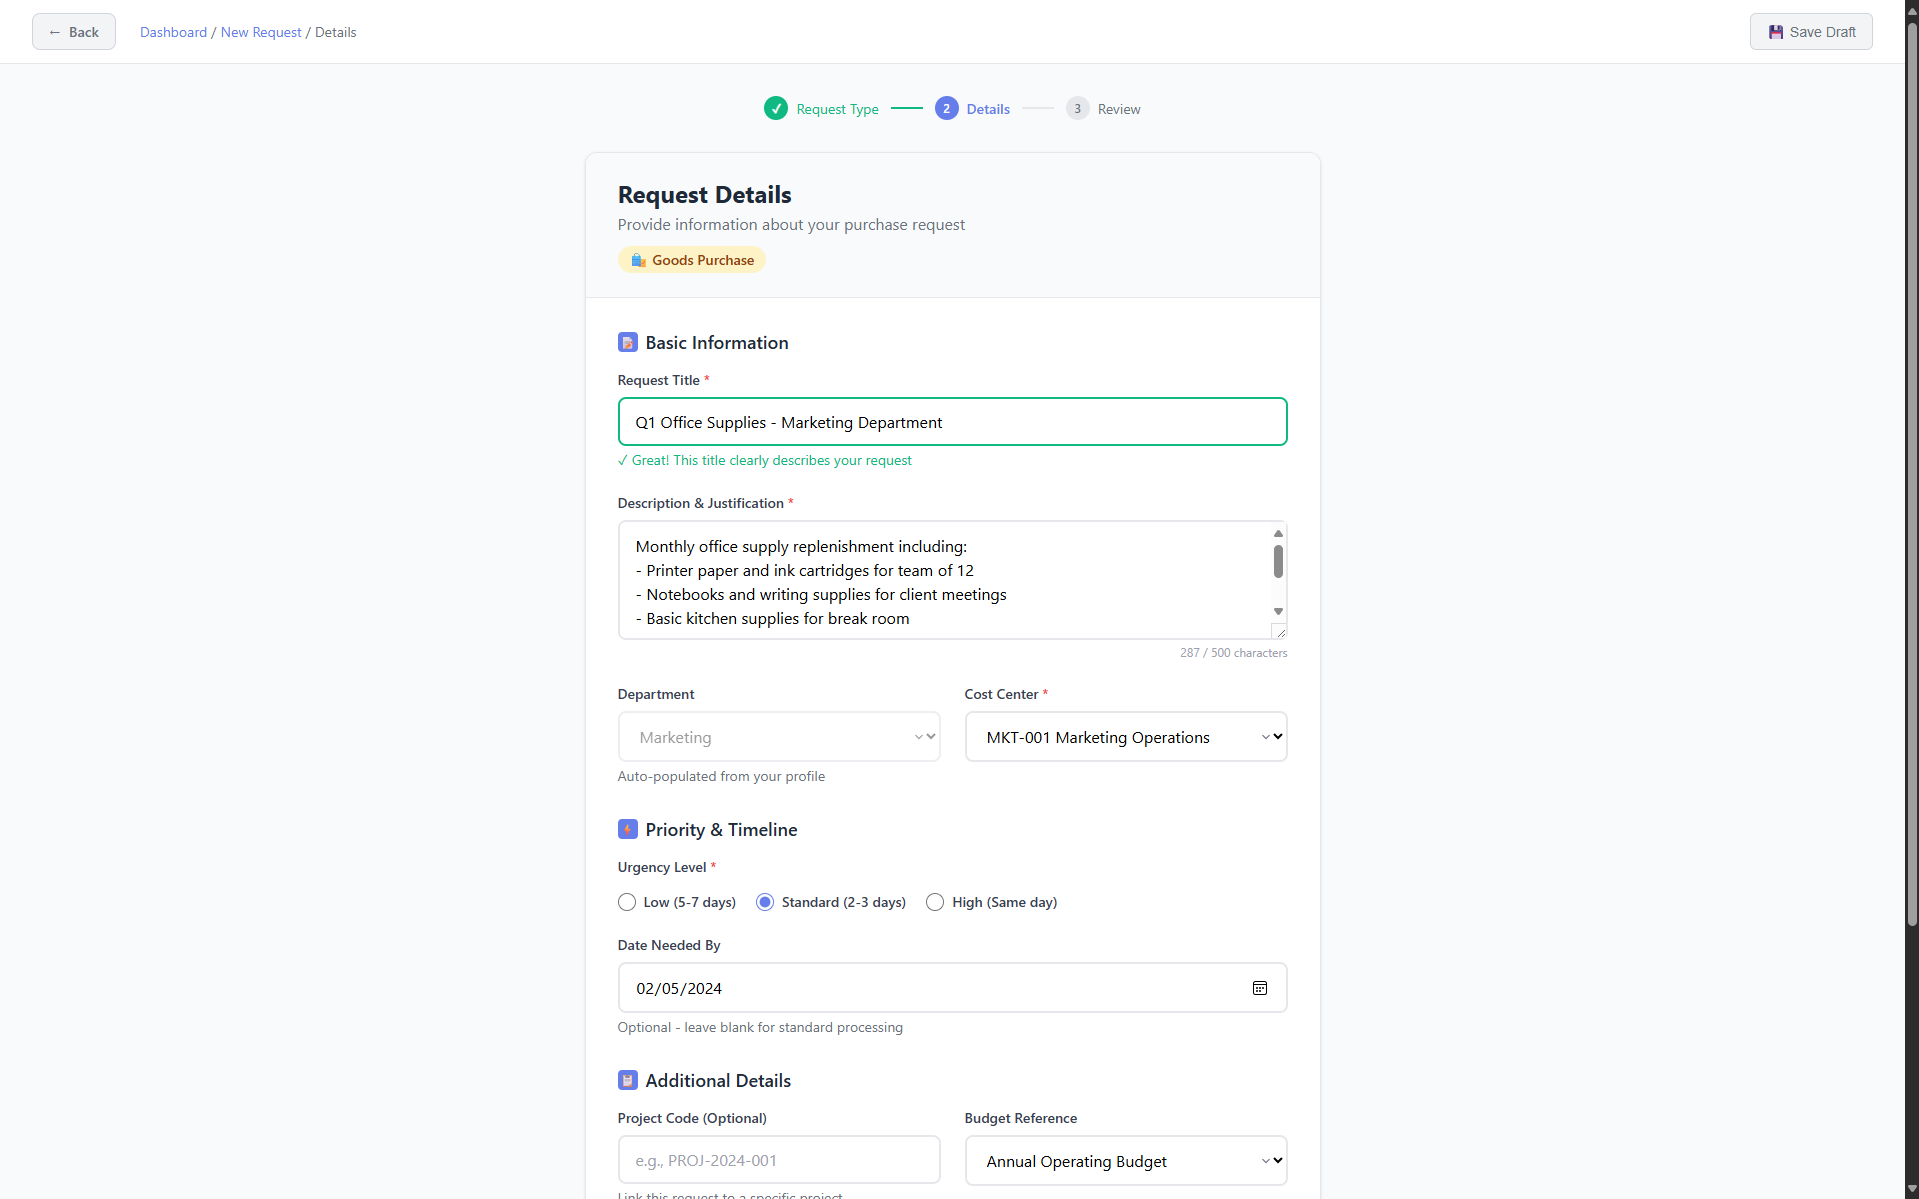 ← Back
Dashboard / New Request / Details
Save Draft
✓ Request Type
2 Details
3 Review
Request Details
Provide information about your purchase request
Goods Purchase
Basic Information
Request Title *
Q1 Office Supplies - Marketing Department
✓ Great! This title clearly describes your request
Description & Justification *
Monthly office supply replenishment including:
- Printer paper and ink cartridges for team of 12
- Notebooks and writing supplies for client meetings
- Basic kitchen supplies for break room
287 / 500 characters
Department
Marketing
Auto-populated from your profile
Cost Center *
MKT-001 Marketing Operations
Priority & Timeline
Urgency Level *
Low (5-7 days)
Standard (2-3 days)
High (Same day)
Date Needed By
02/05/2024
Optional - leave blank for standard processing
Additional Details
Project Code (Optional)
e.g., PROJ-2024-001
Link this request to a specific project
Budget Reference
Annual Operating Budget